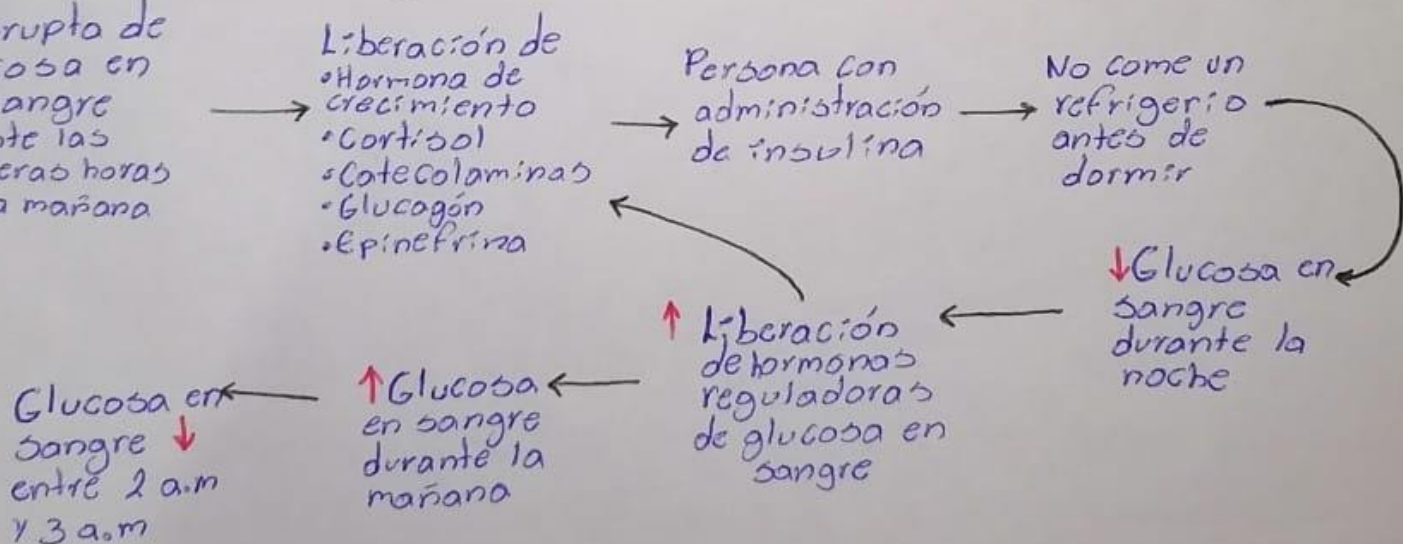 rupto de
osa en
angre
te las
eras horas
a mañana
Liberación de
•Hormona de
crecimiento
•Cortisol
•Catecolaminas
•Glucagón
•Epinefrina
Persona con
administración
de insulina
No come un
refrigerio
antes de
dormir
↓Glucosa en
sangre
durante la
noche
↑ Liberación
de hormonas
reguladoras
de glucosa en
sangre
↑Glucosa
en sangre
durante la
mañana
Glucosa en
sangre ↓
entre 2 a.m
y 3 a.m